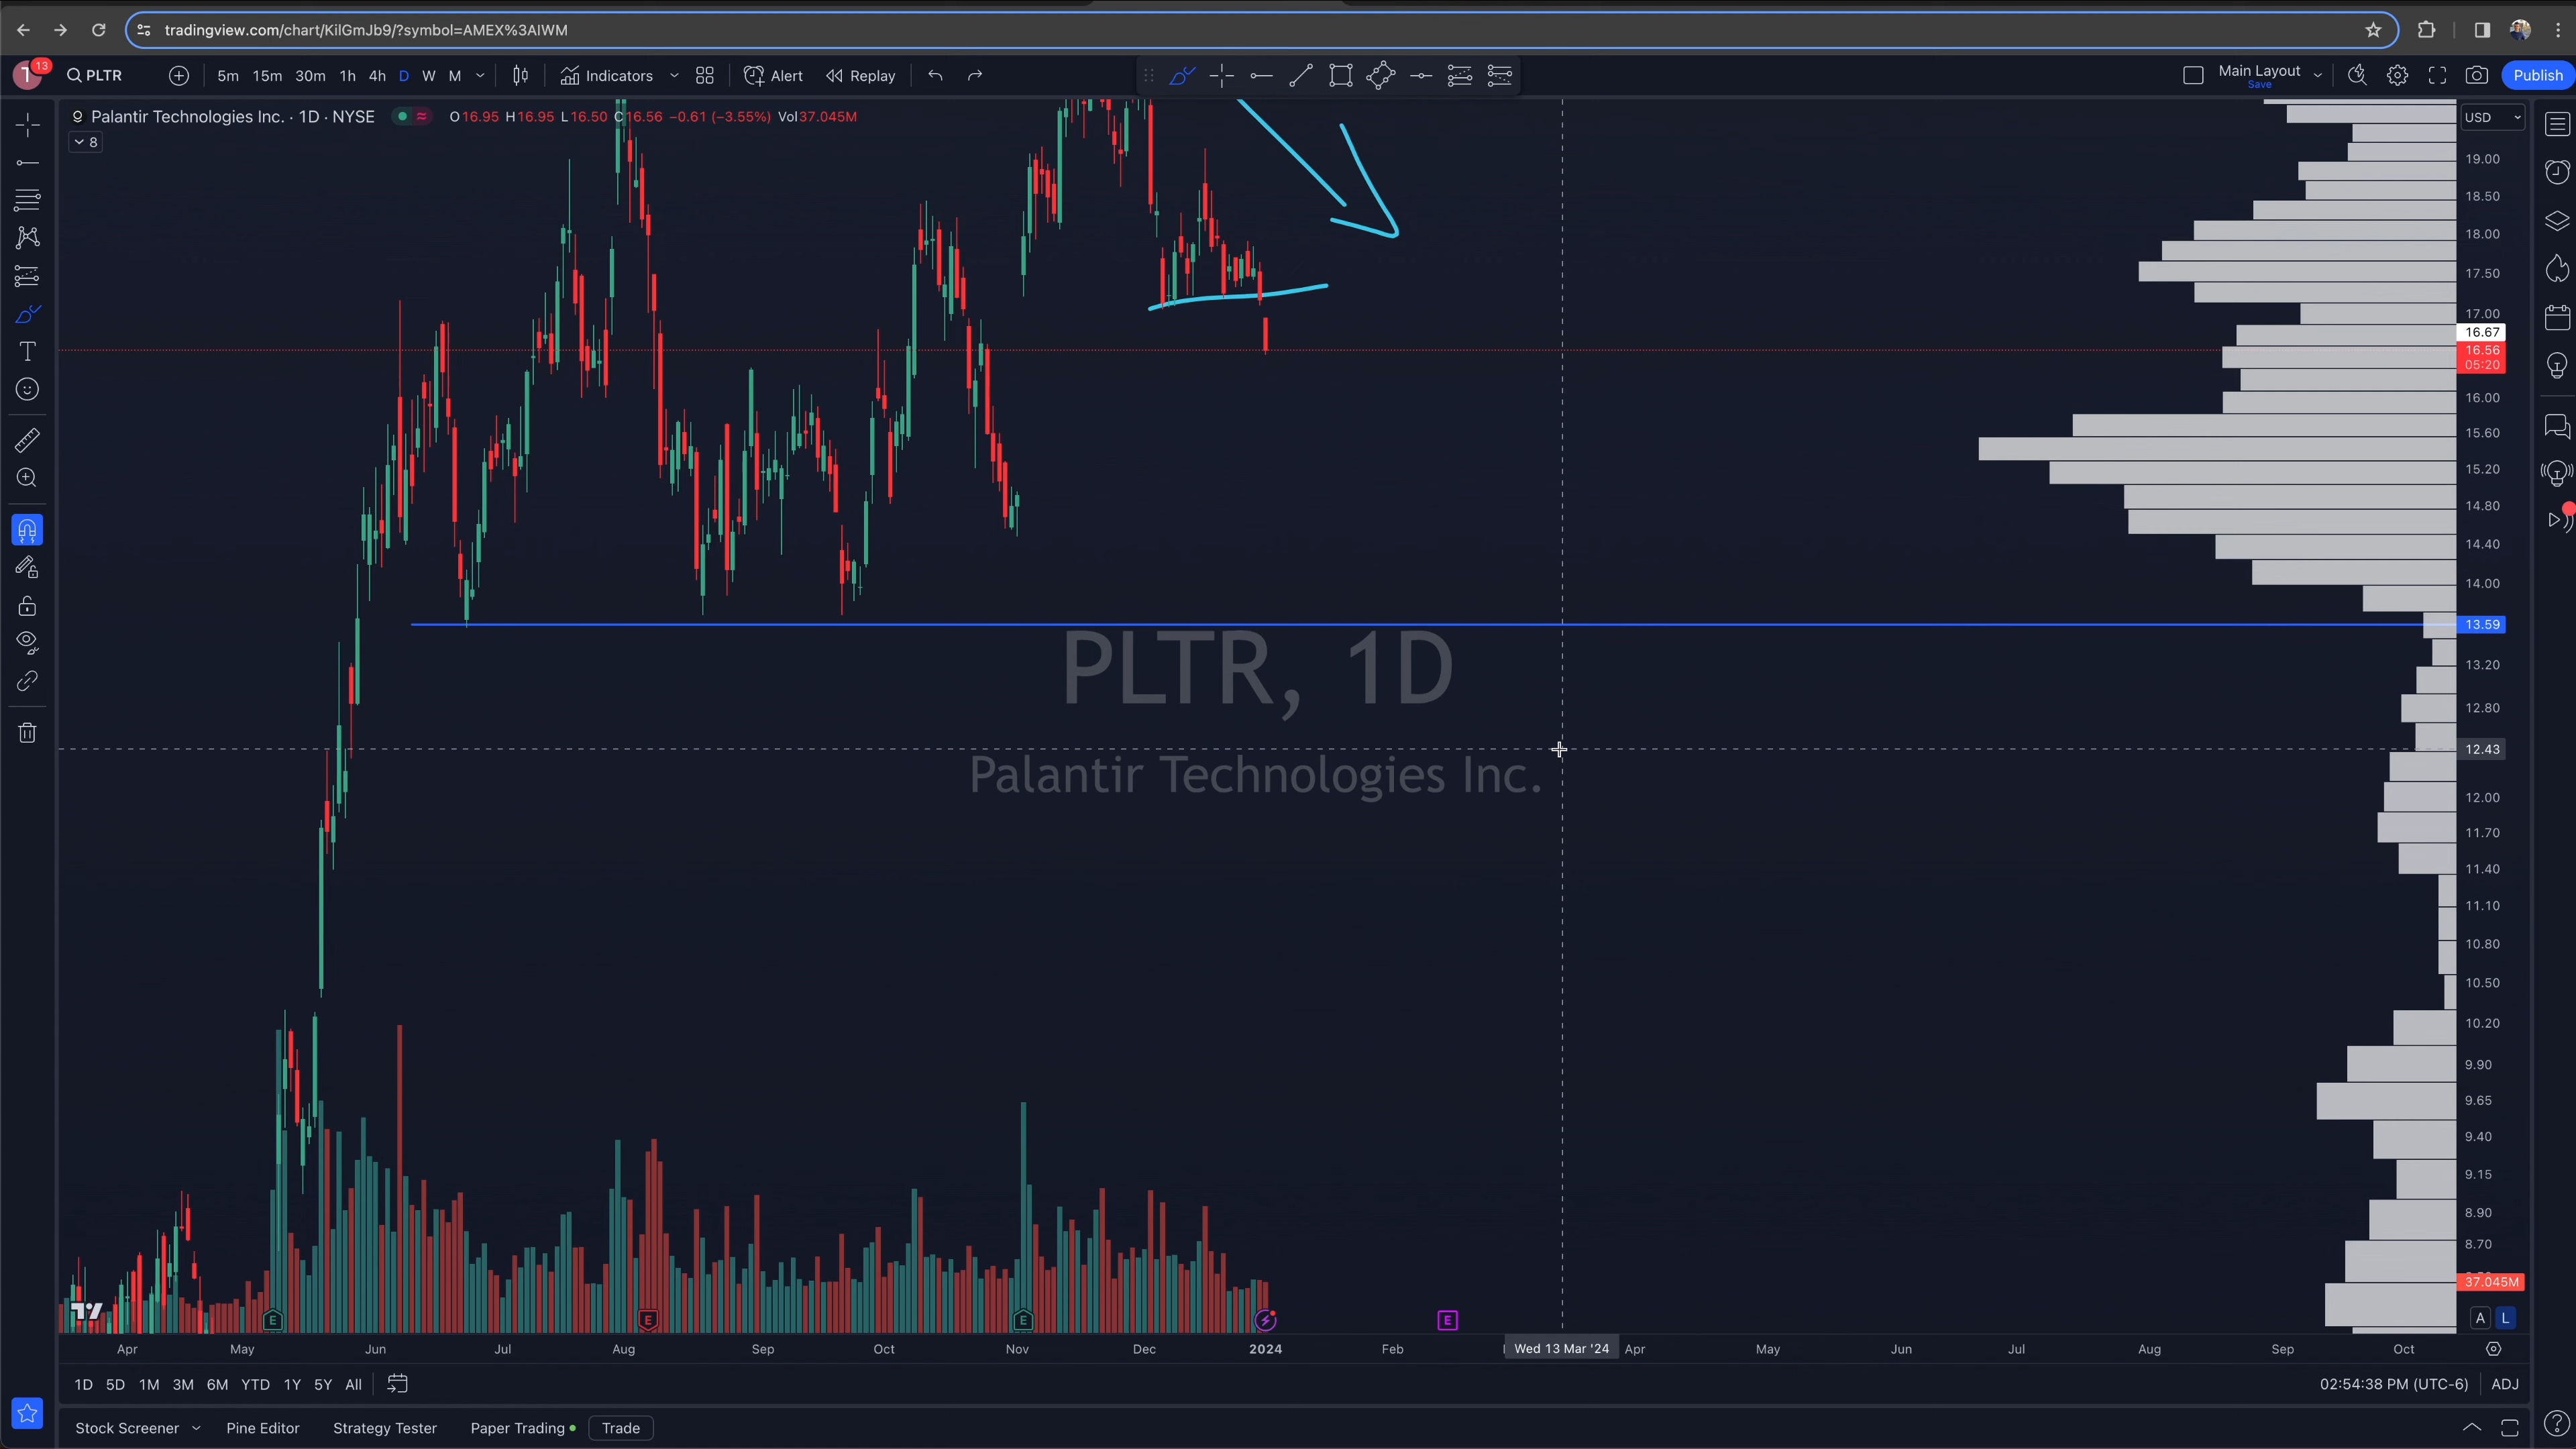 tradingview.com/chart/KilGmJb9/?symbol=AMEX%3AIWM
13 PLTR 5m 15m 30m 1h 4h D W M Indicators Alert Replay Main Layout Save Publish
Palantir Technologies Inc. · 1D · NYSE O16.95 H16.95 L16.50 C16.56 −0.61 (−3.55%) Vol37.045M
8
USD
19.00
18.50
18.00
17.50
17.00
16.67
16.56
05:20
16.00
15.60
15.20
14.80
14.40
14.00
13.59
13.20
12.80
12.43
12.00
11.70
11.40
11.10
10.80
10.50
10.20
9.90
9.65
9.40
9.15
8.90
8.70
37.045M
A L
PLTR, 1D
Palantir Technologies Inc.
E E E E
Apr May Jun Jul Aug Sep Oct Nov Dec 2024 Feb Wed 13 Mar '24 Apr May Jun Jul Aug Sep Oct
1D 5D 1M 3M 6M YTD 1Y 5Y All 02:54:38 PM (UTC-6) ADJ
Stock Screener Pine Editor Strategy Tester Paper Trading Trade